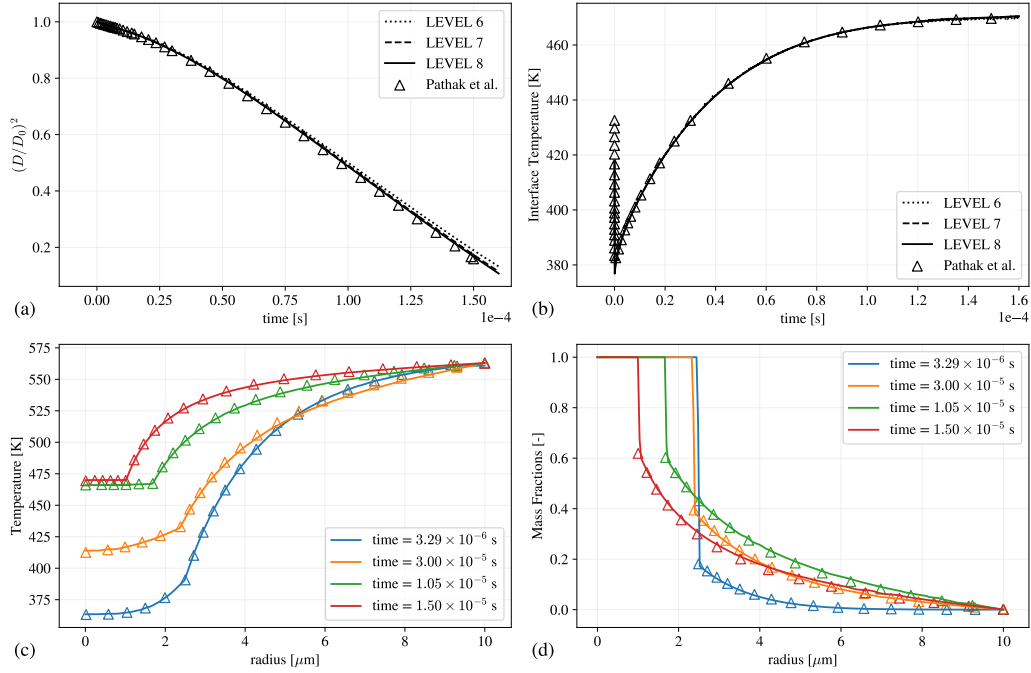 1.0
0.8
0.6
0.4
0.2
(D/D₀)²
LEVEL 6
LEVEL 7
LEVEL 8
Pathak et al.
0.00 0.25 0.50 0.75 1.00 1.25 1.50
1e−4
time [s]
(a)
460
440
420
400
380
Interface Temperature [K]
LEVEL 6
LEVEL 7
LEVEL 8
Pathak et al.
0.0 0.2 0.4 0.6 0.8 1.0 1.2 1.4 1.6
1e−4
time [s]
(b)
575
550
525
500
475
450
425
400
375
Temperature [K]
time = 3.29 × 10⁻⁶ s
time = 3.00 × 10⁻⁵ s
time = 1.05 × 10⁻⁵ s
time = 1.50 × 10⁻⁵ s
0 2 4 6 8 10
radius [μm]
(c)
1.0
0.8
0.6
0.4
0.2
0.0
Mass Fractions [-]
time = 3.29 × 10⁻⁶ s
time = 3.00 × 10⁻⁵ s
time = 1.05 × 10⁻⁵ s
time = 1.50 × 10⁻⁵ s
0 2 4 6 8 10
radius [μm]
(d)